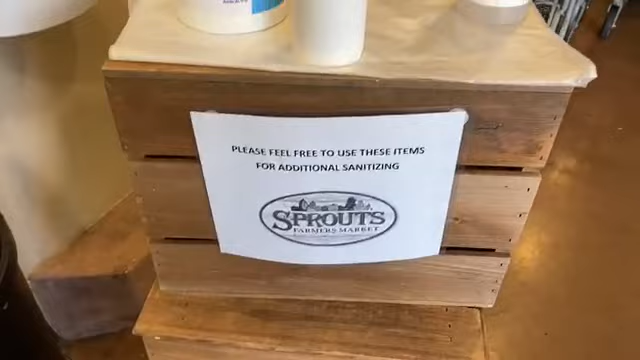 PLEASE FEEL FREE TO USE THESE ITEMS
FOR ADDITIONAL SANITIZING
SPROUTS
FARMERS MARKET